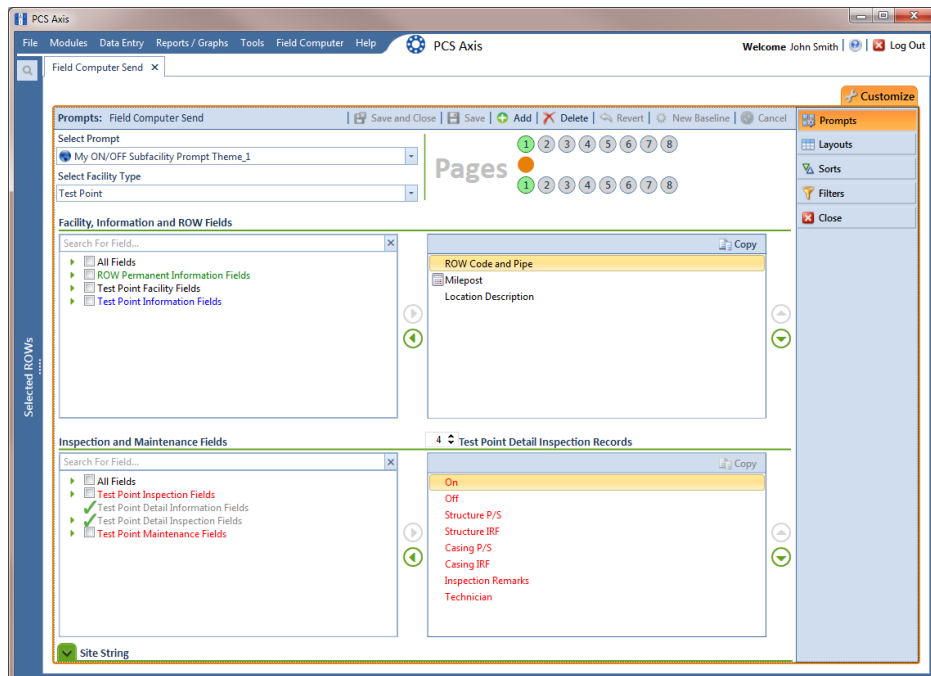 PCS Axis
File Modules Data Entry Reports / Graphs Tools Field Computer Help PCS Axis Welcome John Smith | | Log Out
Field Computer Send
Customize
Prompts: Field Computer Send | Save and Close | Save | Add | Delete | Revert | New Baseline | Cancel
Prompts
Layouts
Sorts
Filters
Close
Select Prompt
My ON/OFF Subfacility Prompt Theme_1
Select Facility Type
Test Point
Pages
1 2 3 4 5 6 7 8
1 2 3 4 5 6 7 8
Facility, Information and ROW Fields
Search For Field...
All Fields
ROW Permanent Information Fields
Test Point Facility Fields
Test Point Information Fields
Copy
ROW Code and Pipe
Milepost
Location Description
Selected ROWs
Inspection and Maintenance Fields
4 Test Point Detail Inspection Records
Search For Field...
All Fields
Test Point Inspection Fields
Test Point Detail Information Fields
Test Point Detail Inspection Fields
Test Point Maintenance Fields
Copy
On
Off
Structure P/S
Structure IRF
Casing P/S
Casing IRF
Inspection Remarks
Technician
Site String